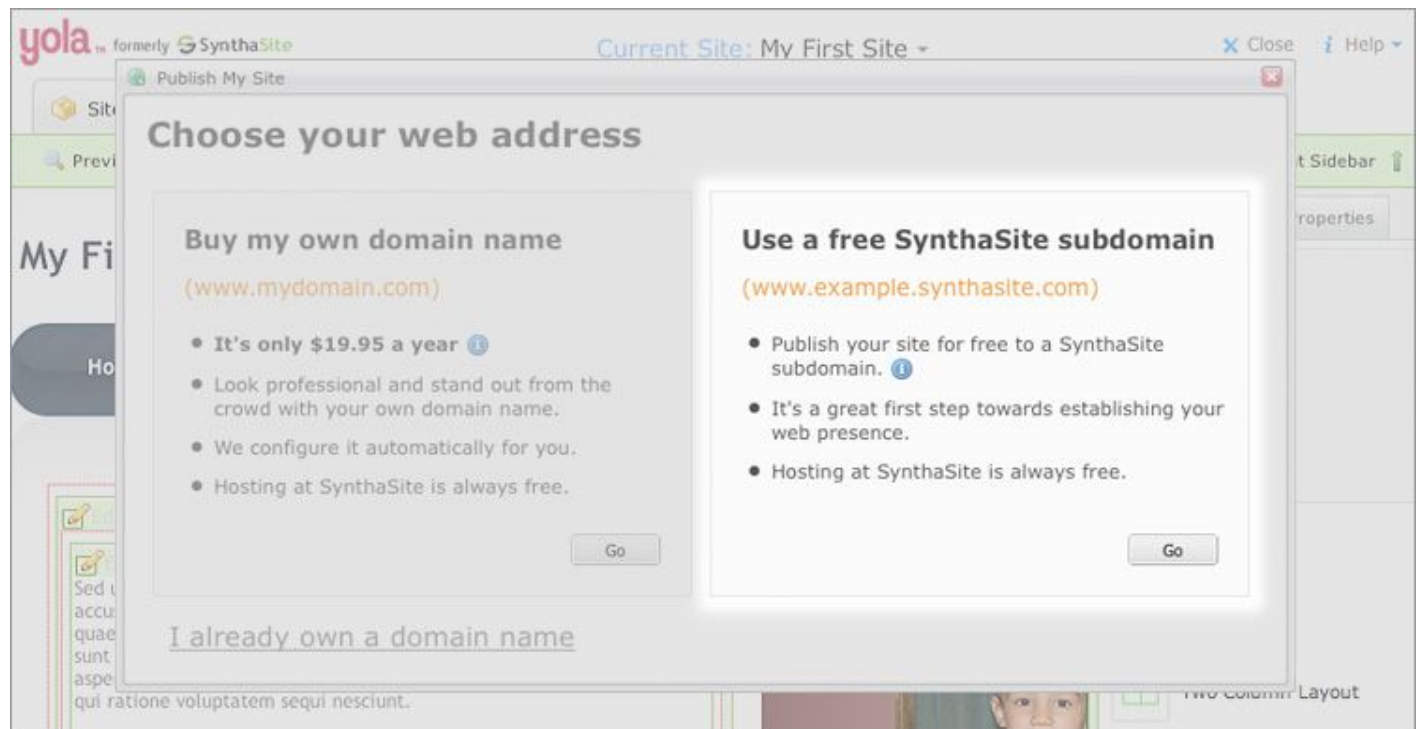 yola™ formerly SynthaSite
Current Site: My First Site
Close
Help
Publish My Site
Choose your web address
t Sidebar
Buy my own domain name
(www.mydomain.com)
It's only $19.95 a year
Look professional and stand out from the
crowd with your own domain name.
We configure it automatically for you.
Hosting at SynthaSite is always free.
Go
Use a free SynthaSite subdomain
(www.example.synthasite.com)
Publish your site for free to a SynthaSite
subdomain.
It's a great first step towards establishing your
web presence.
Hosting at SynthaSite is always free.
Go
I already own a domain name
Sit
Previ
roperties
My Fi
Ho
Sed u
accu
quae
sunt
aspe
qui ratione voluptatem sequi nesciunt.
Two Column Layout